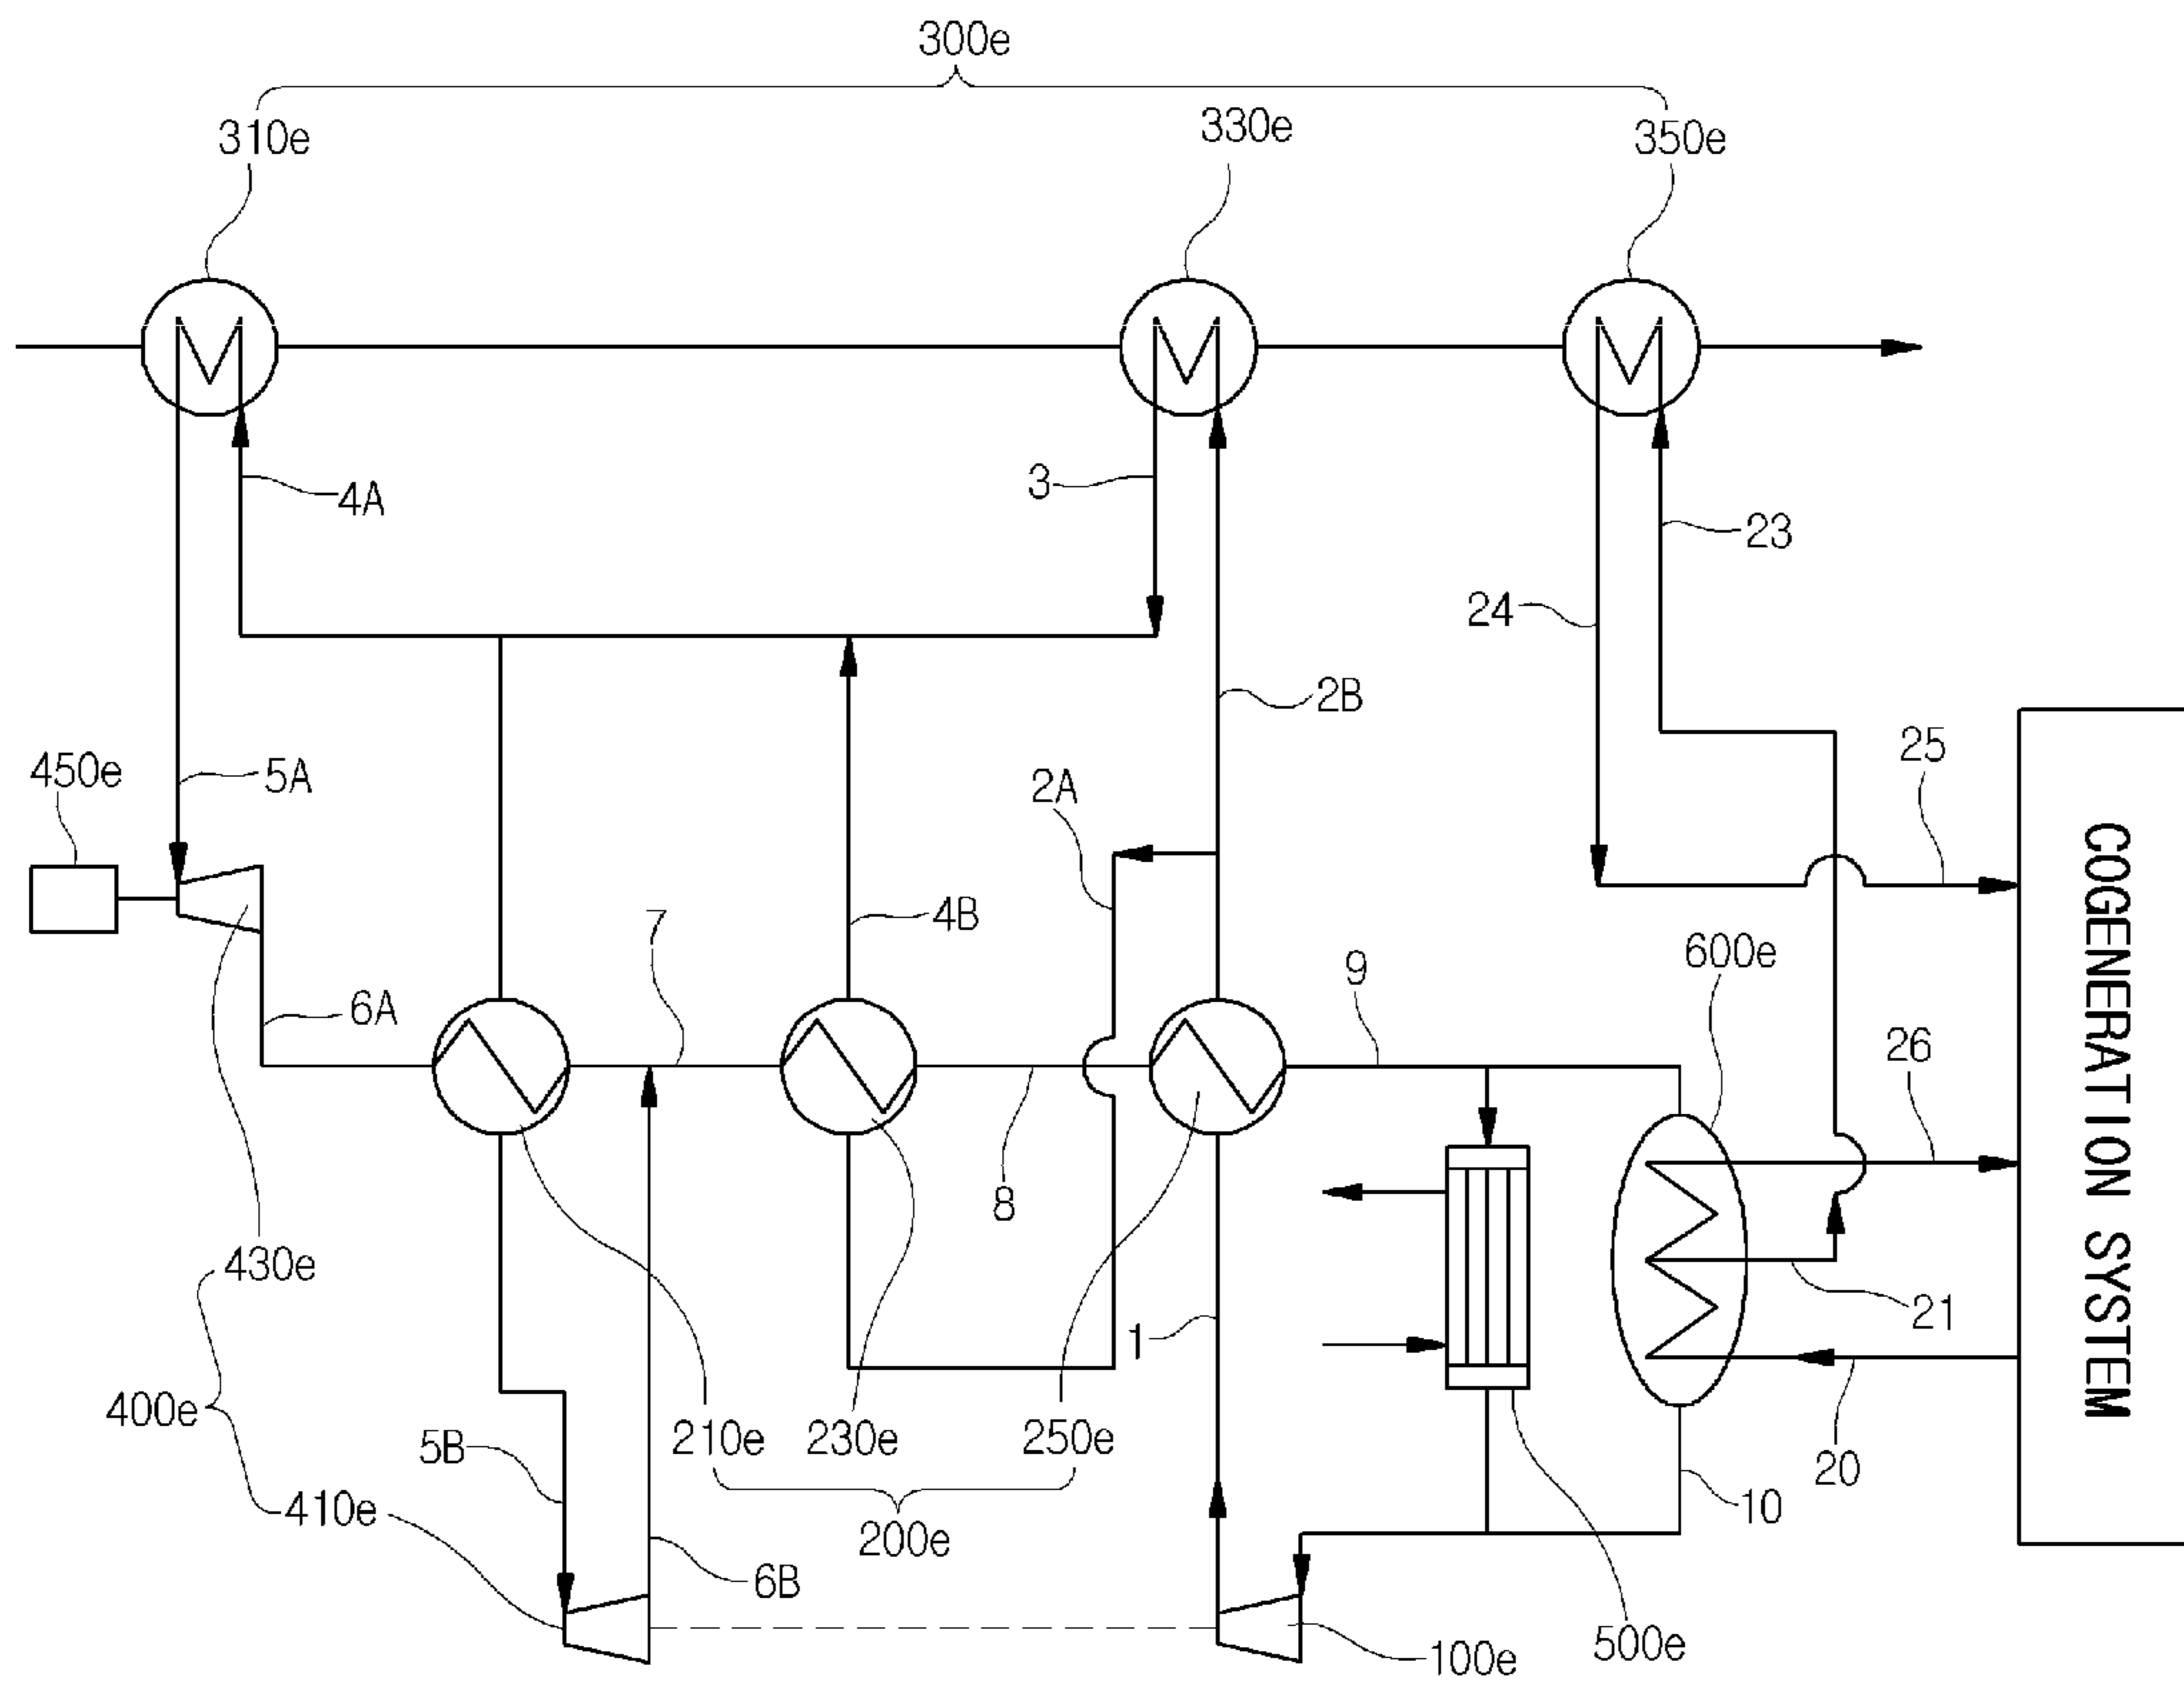 300e
310e
330e
350e
4A
3
23
24
2B
25
450e
5A
2A
4B
7
600e
9
6A
26
8
430e
21
1
400e
210e
230e
250e
5B
20
410e
10
200e
6B
500e
100e
COGENERATION SYSTEM